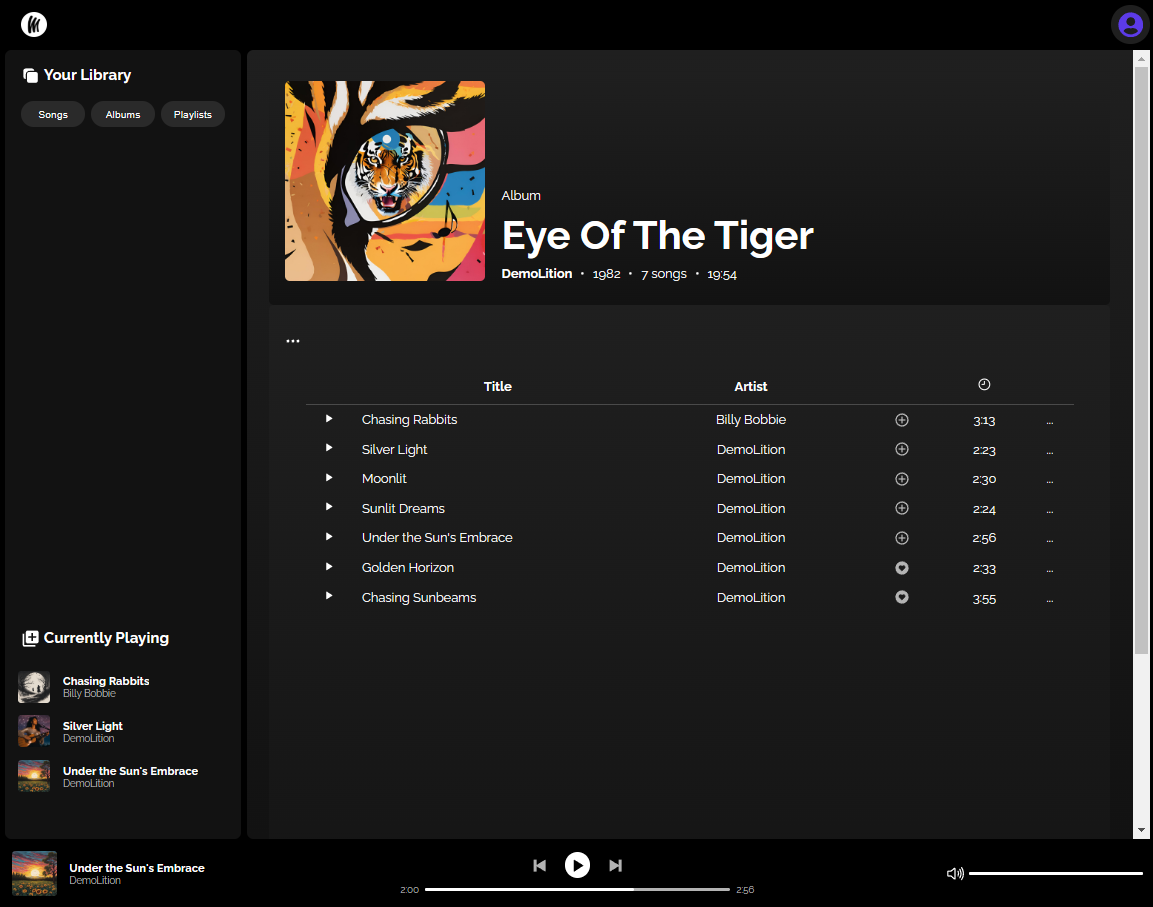 Your Library
Songs Albums Playlists
Album
Eye Of The Tiger
DemoLition • 1982 • 7 songs • 19:54
...
Title Artist
Chasing Rabbits Billy Bobbie 3:13 ...
Silver Light DemoLition 2:23 ...
Moonlit DemoLition 2:30 ...
Sunlit Dreams DemoLition 2:24 ...
Under the Sun's Embrace DemoLition 2:56 ...
Golden Horizon DemoLition 2:33 ...
Chasing Sunbeams DemoLition 3:55 ...
Currently Playing
Chasing Rabbits
Billy Bobbie
Silver Light
DemoLition
Under the Sun's Embrace
DemoLition
Under the Sun's Embrace
DemoLition
2:00 2:56